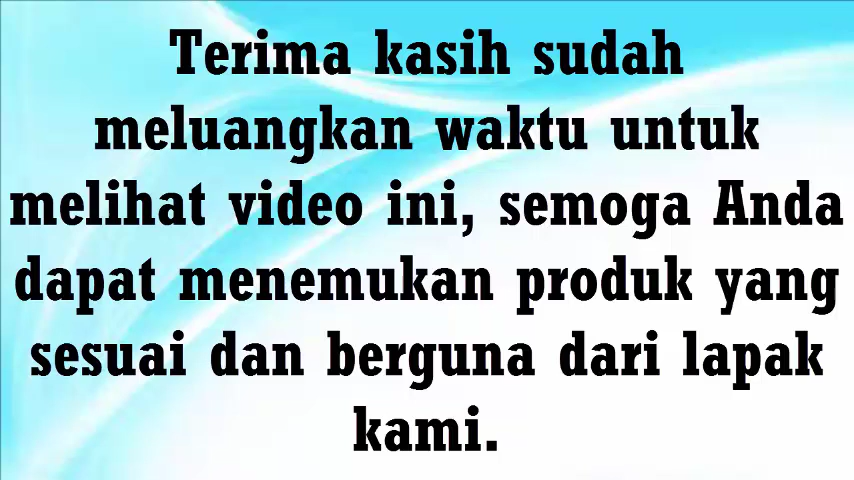 Terima kasih sudah
meluangkan waktu untuk
melihat video ini, semoga Anda
dapat menemukan produk yang
sesuai dan berguna dari lapak
kami.